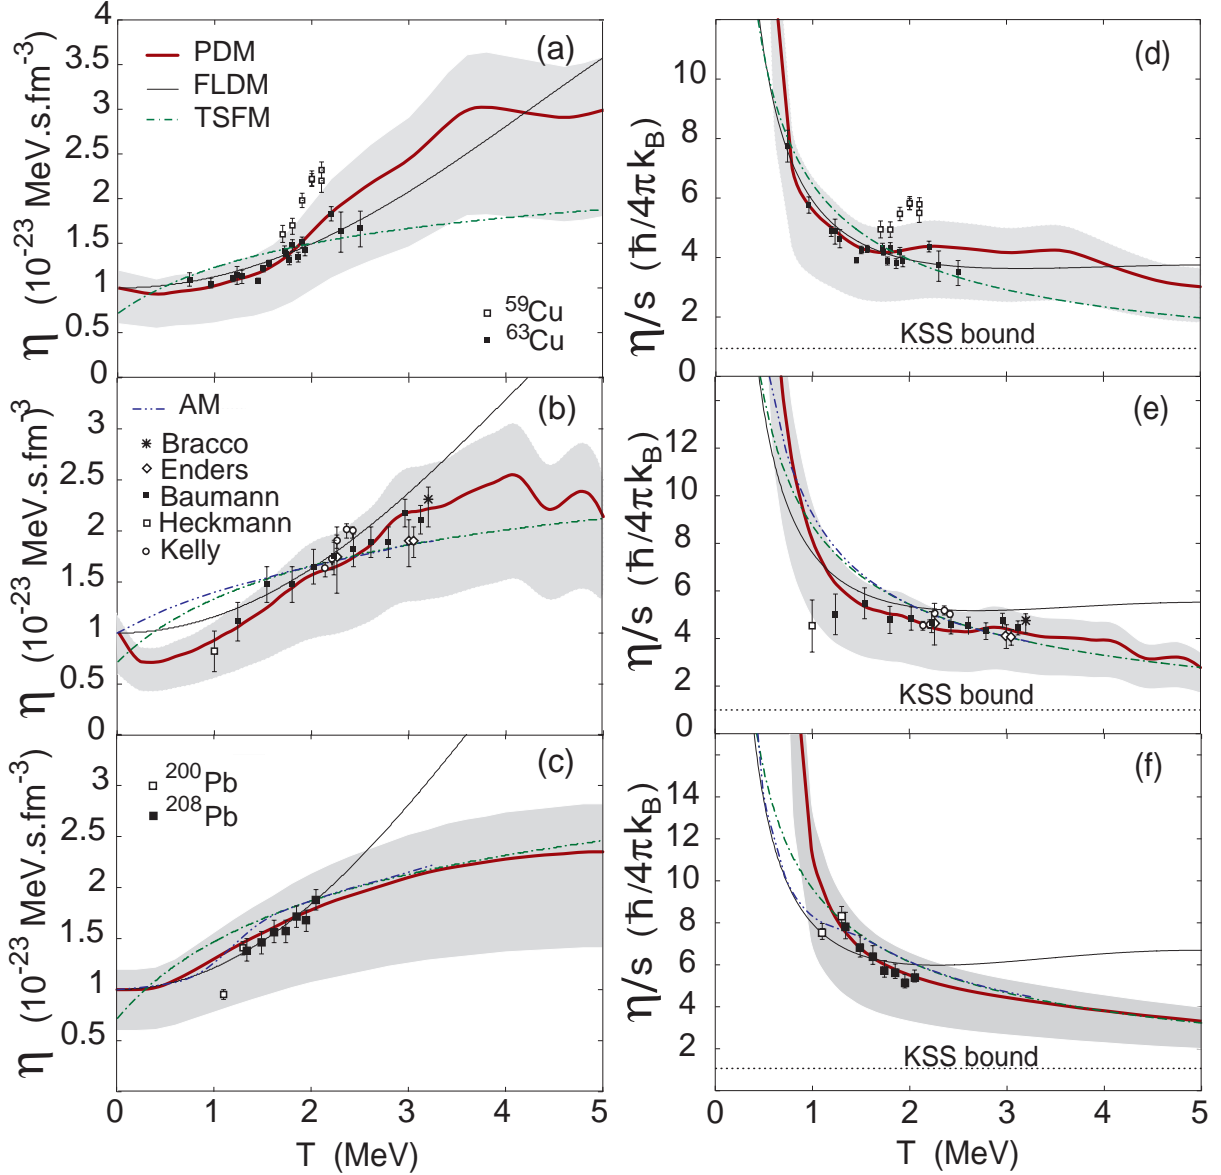 4
3.5
3
2.5
2
1.5
1
0.5
0
η (10⁻²³ MeV.s.fm⁻³)
PDM
FLDM
TSFM
(a)
⁵⁹Cu
⁶³Cu
10
8
6
4
2
0
η/s (ħ/4πk_B)
(d)
KSS bound
3
2.5
2
1.5
1
0.5
0
η (10⁻²³ MeV.s.fm)³
AM
Bracco
Enders
Baumann
Heckmann
Kelly
(b)
12
10
8
6
4
2
0
η/s (ħ/4πk_B)
(e)
KSS bound
3
2.5
2
1.5
1
0.5
η (10⁻²³ MeV.s.fm⁻³)
²⁰⁰Pb
²⁰⁸Pb
(c)
0 1 2 3 4 5
T (MeV)
14
12
10
8
6
4
2
η/s (ħ/4πk_B)
(f)
KSS bound
0 1 2 3 4 5
T (MeV)